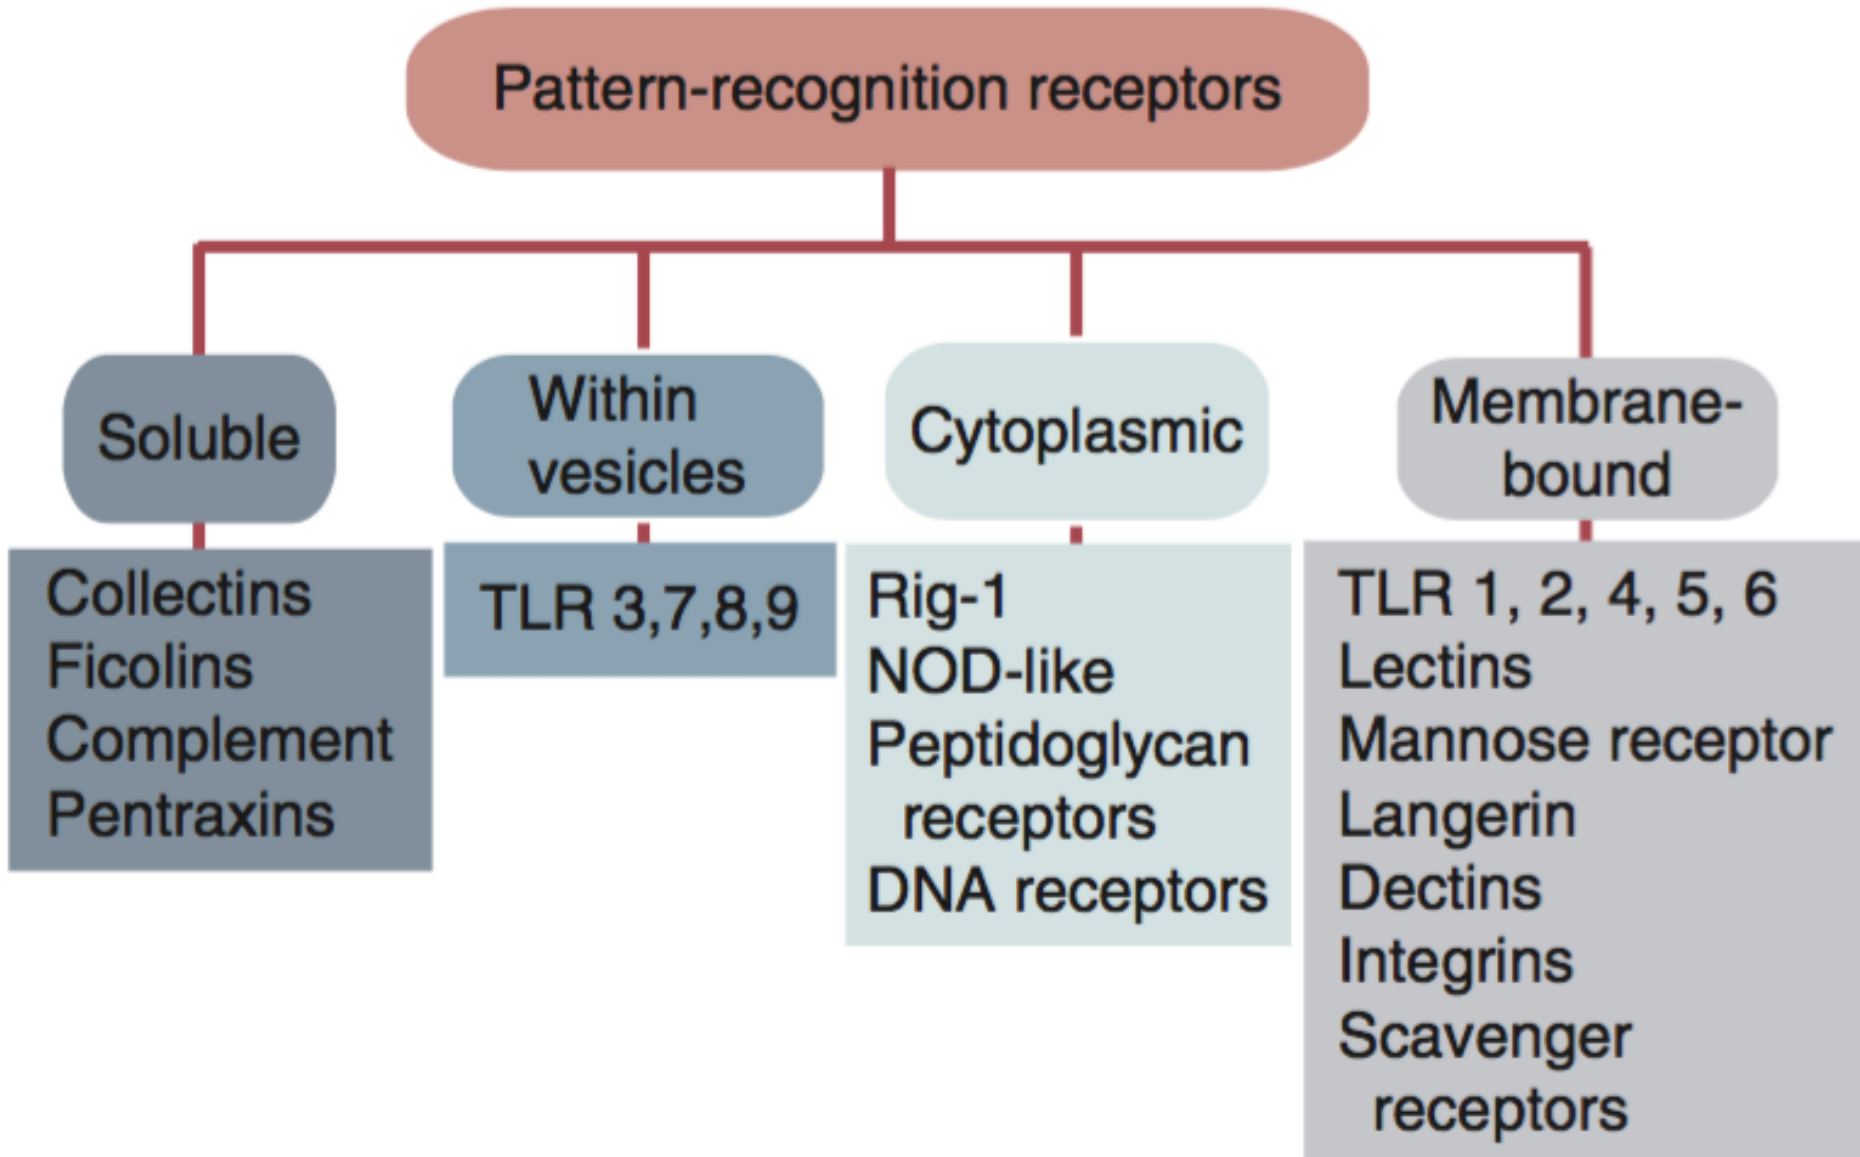 Pattern-recognition receptors
Soluble
Collectins
Ficolins
Complement
Pentraxins
Within
vesicles
TLR 3,7,8,9
Cytoplasmic
Rig-1
NOD-like
Peptidoglycan
receptors
DNA receptors
Membrane-
bound
TLR 1, 2, 4, 5, 6
Lectins
Mannose receptor
Langerin
Dectins
Integrins
Scavenger
receptors